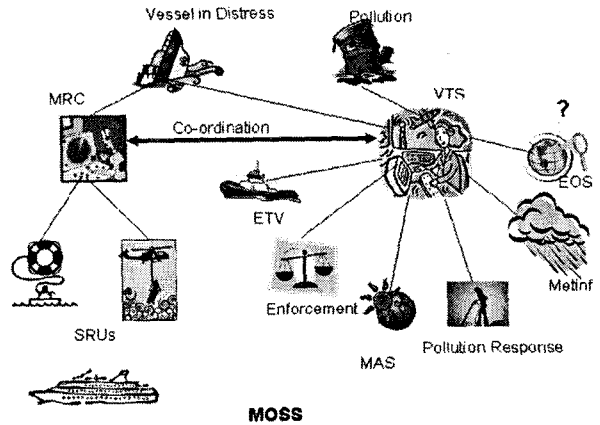 Vessel in Distress
Pollution
MRC
VTS
?
Co-ordination
EOS
ETV
Metinf
Enforcement
SRUs
MAS
Pollution Response
MOSS